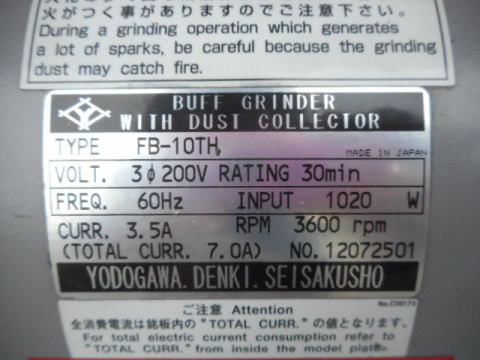 火がつく事がありますのでご注意下さい。
During a grinding operation which generates
a lot of sparks, be careful because the grinding
dust may catch fire.
BUFF GRINDER
WITH DUST COLLECTOR
TYPE FB-10TH
MADE IN JAPAN
VOLT. 3φ200V RATING 30min
FREQ. 60Hz INPUT 1020 W
CURR. 3.5A RPM 3600 rpm
(TOTAL CURR. 7.0A) NO. 12072501
YODOGAWA.DENKI.SEISAKUSHO
No.C50174
ご注意 Attention
全消費電流は銘板内の"TOTAL CURR."の値となります。
For total electric current consumption refer to
"TOTAL CURR." from inside the model plate.